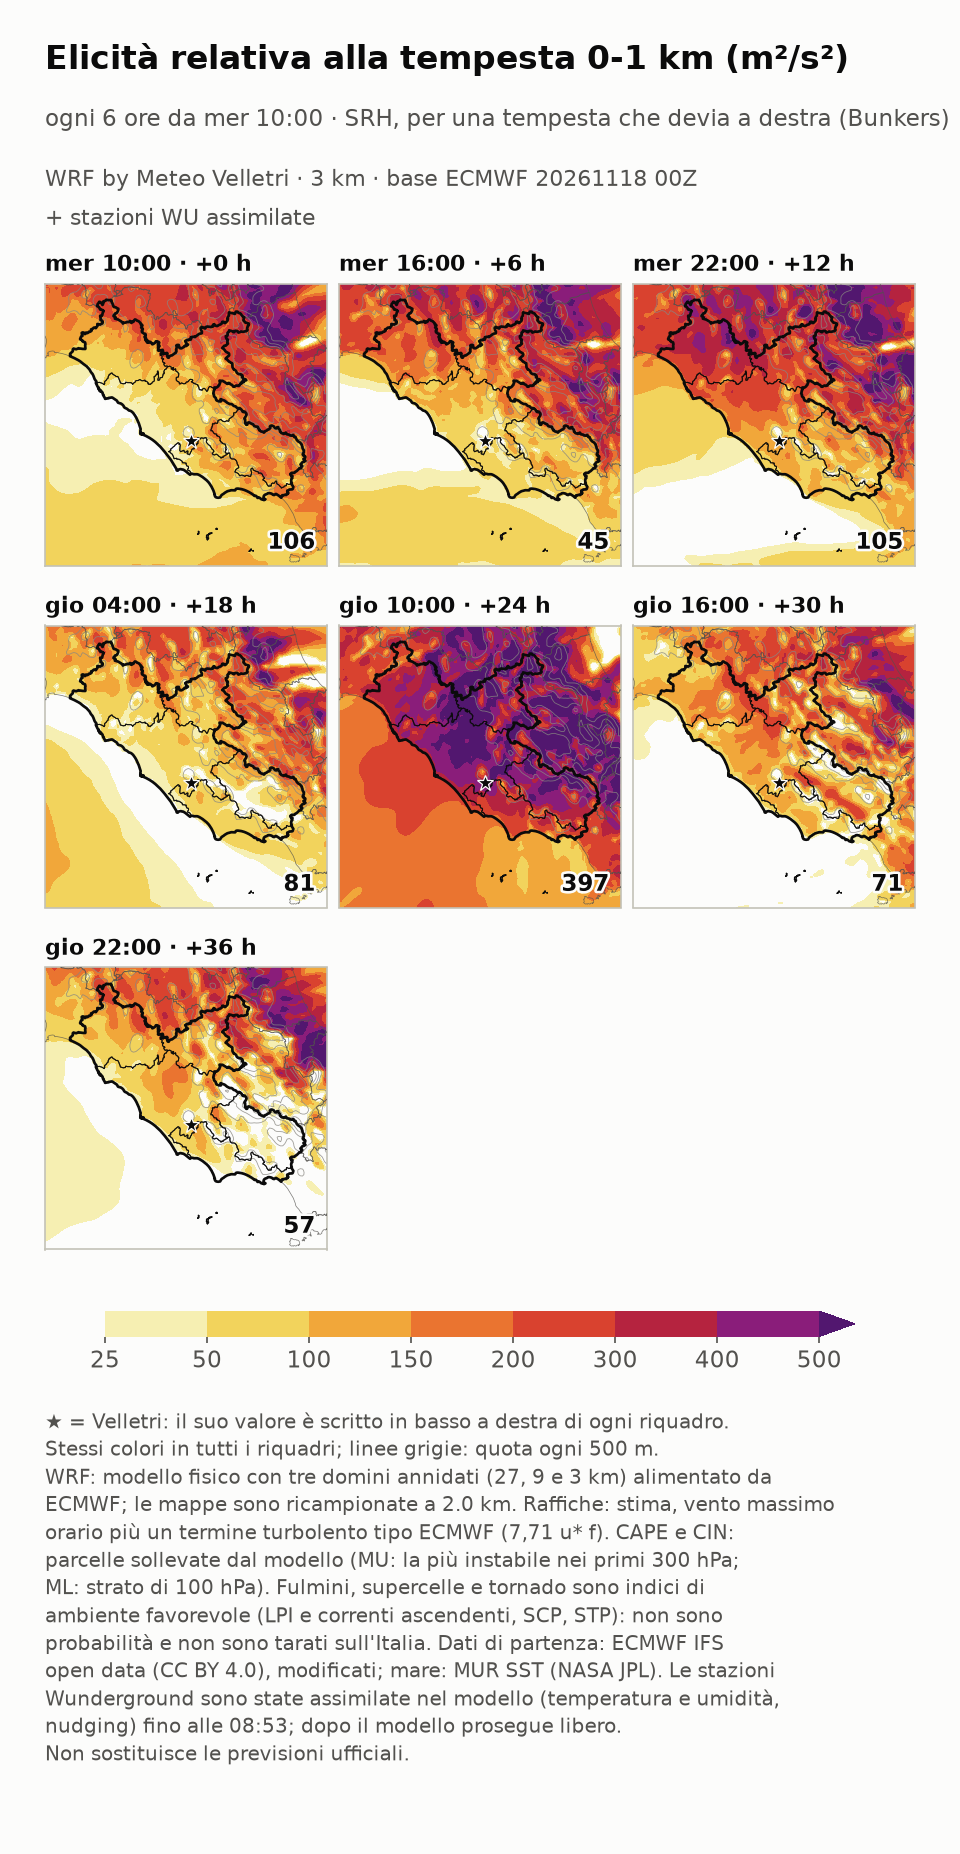 Elicità relativa alla tempesta 0-1 km (m²/s²)
ogni 6 ore da mer 10:00 · SRH, per una tempesta che devia a destra (Bunkers)
WRF by Meteo Velletri · 3 km · base ECMWF 20261118 00Z
+ stazioni WU assimilate
mer 10:00 · +0 h
mer 16:00 · +6 h
mer 22:00 · +12 h
106
45
105
gio 04:00 · +18 h
gio 10:00 · +24 h
gio 16:00 · +30 h
81
397
71
gio 22:00 · +36 h
57
25 50 100 150 200 300 400 500
★ = Velletri: il suo valore è scritto in basso a destra di ogni riquadro.
Stessi colori in tutti i riquadri; linee grigie: quota ogni 500 m.
WRF: modello fisico con tre domini annidati (27, 9 e 3 km) alimentato da
ECMWF; le mappe sono ricampionate a 2.0 km. Raffiche: stima, vento massimo
orario più un termine turbolento tipo ECMWF (7,71 u* f). CAPE e CIN:
parcelle sollevate dal modello (MU: la più instabile nei primi 300 hPa;
ML: strato di 100 hPa). Fulmini, supercelle e tornado sono indici di
ambiente favorevole (LPI e correnti ascendenti, SCP, STP): non sono
probabilità e non sono tarati sull'Italia. Dati di partenza: ECMWF IFS
open data (CC BY 4.0), modificati; mare: MUR SST (NASA JPL). Le stazioni
Wunderground sono state assimilate nel modello (temperatura e umidità,
nudging) fino alle 08:53; dopo il modello prosegue libero.
Non sostituisce le previsioni ufficiali.